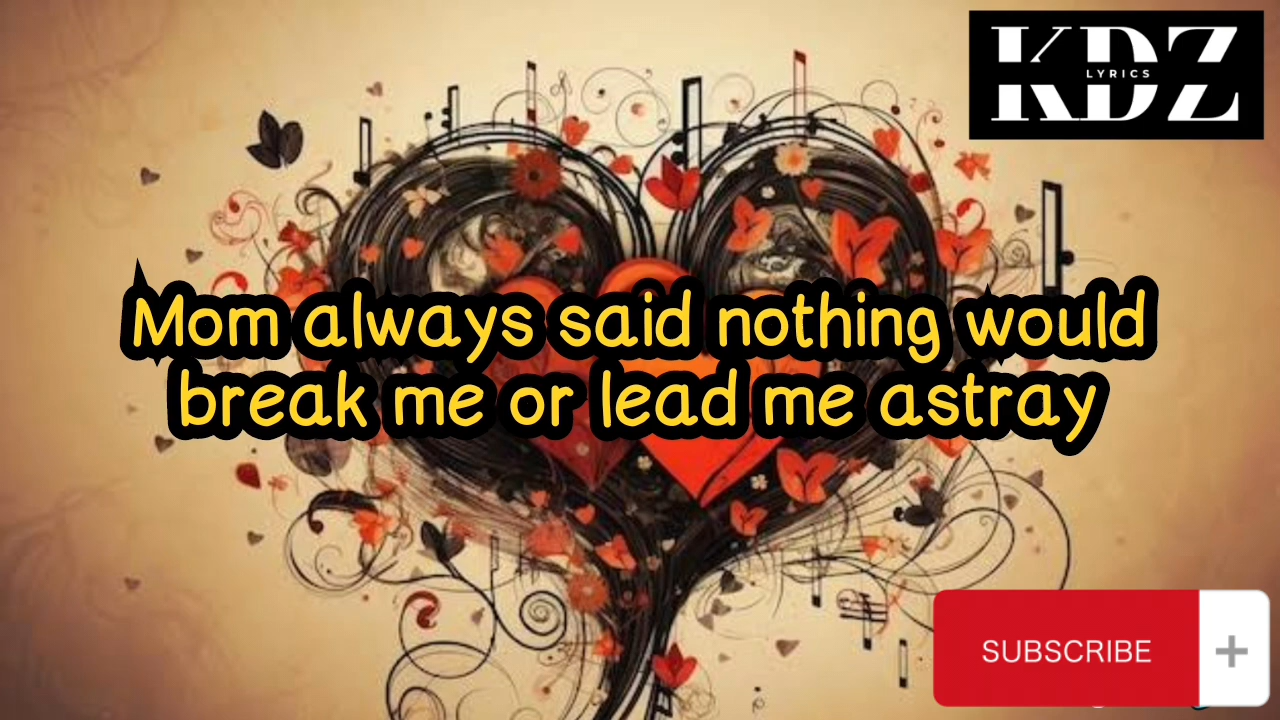 KDZ
LYRICS
Mom always said nothing would
break me or lead me astray
SUBSCRIBE